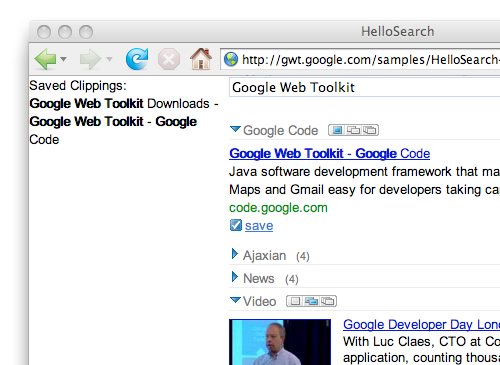 HelloSearch
http://gwt.google.com/samples/HelloSearch-
Saved Clippings:
Google Web Toolkit Downloads -
Google Web Toolkit - Google
Code
Google Web Toolkit
Google Code
Google Web Toolkit - Google Code
Java software development framework that ma
Maps and Gmail easy for developers taking ca
code.google.com
save
Ajaxian (4)
News (4)
Video
Google Developer Day Lond
With Luc Claes, CTO at Co
application, counting thousa